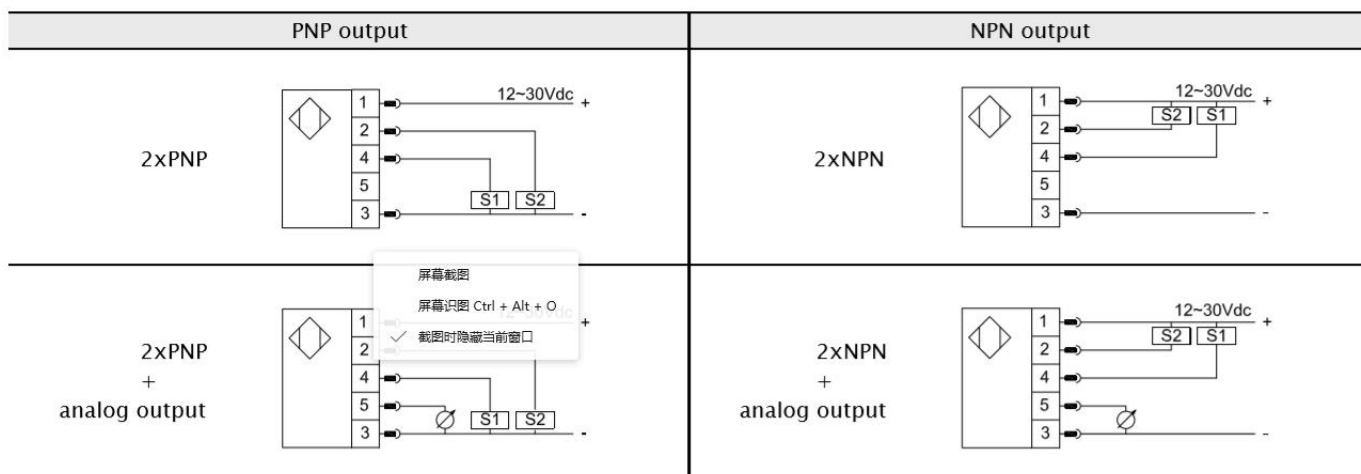 PNP output
NPN output
2xPNP
1
2
4
5
3
12~30Vdc
+
S1
S2
-
2xNPN
1
2
4
5
3
12~30Vdc
+
S2
S1
-
屏幕截图
屏幕识图 Ctrl + Alt + O
截图时隐藏当前窗口
2xPNP
+
analog output
1
2
4
5
3
12~30Vdc
+
S1
S2
-
2xNPN
+
analog output
1
2
4
5
3
12~30Vdc
+
S2
S1
-